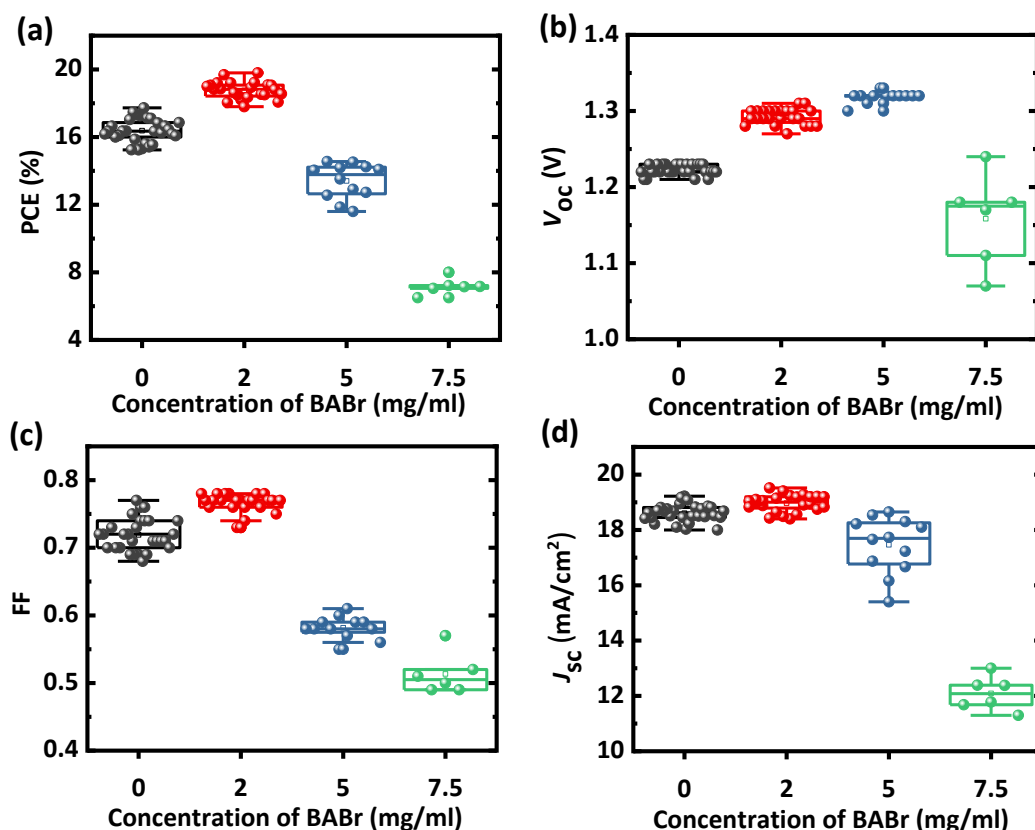 (a)
PCE (%)
20
16
12
8
4
0 2 5 7.5
Concentration of BABr (mg/ml)
(b)
VOC (V)
1.4
1.3
1.2
1.1
1.0
0 2 5 7.5
Concentration of BABr (mg/ml)
(c)
FF
0.8
0.7
0.6
0.5
0.4
0 2 5 7.5
Concentration of BABr (mg/ml)
(d)
JSC (mA/cm²)
20
18
16
14
12
10
0 2 5 7.5
Concentration of BABr (mg/ml)